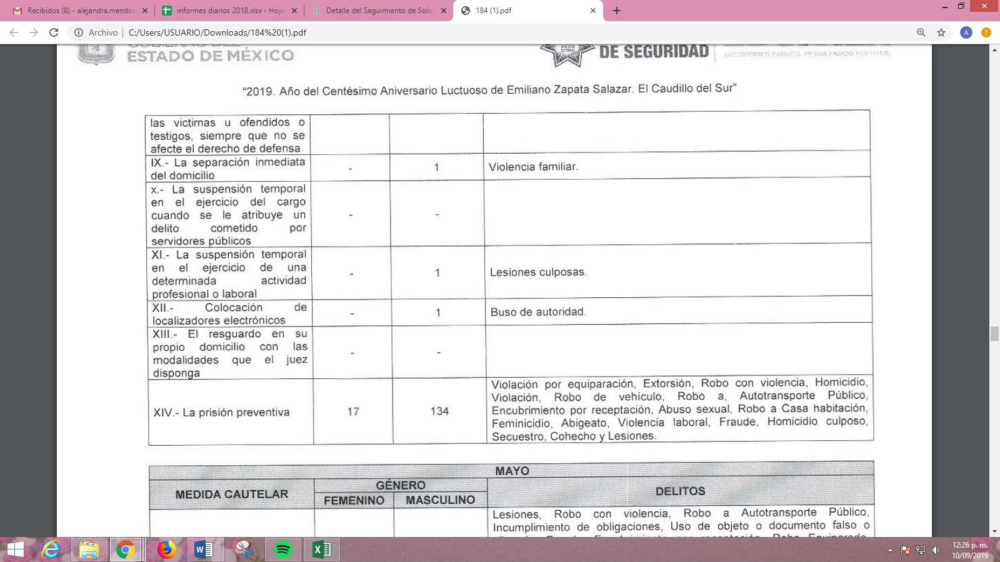 Recibidos (8) - alejandra.mendoz
informes diarios 2018.xlsx - Hoja
Detalle del Seguimiento de Solic
184 (1).pdf
Archivo
C:/Users/USUARIO/Downloads/184%20(1).pdf
A
GOBIERNO DEL
ESTADO DE MÉXICO
DE SEGURIDAD
DECISIONES FIRMES, RESULTADOS FUERTES.
“2019. Año del Centésimo Aniversario Luctuoso de Emiliano Zapata Salazar. El Caudillo del Sur”
las victimas u ofendidos o
testigos, siempre que no se
afecte el derecho de defensa
IX.- La separación inmediata
del domicilio
-
1
Violencia familiar.
x.- La suspensión temporal
en el ejercicio del cargo
cuando se le atribuye un
delito cometido por
servidores públicos
-
-
XI.- La suspensión temporal
en el ejercicio de una
determinada actividad
profesional o laboral
-
1
Lesiones culposas.
XII.- Colocación de
localizadores electrónicos
-
1
Buso de autoridad.
XIII.- El resguardo en su
propio domicilio con las
modalidades que el juez
disponga
-
-
XIV.- La prisión preventiva
17
134
Violación por equiparación, Extorsión, Robo con violencia, Homicidio,
Violación, Robo de vehículo, Robo a, Autotransporte Público,
Encubrimiento por receptación, Abuso sexual, Robo a Casa habitación,
Feminicidio, Abigeato, Violencia laboral, Fraude, Homicidio culposo,
Secuestro, Cohecho y Lesiones.
MAYO
MEDIDA CAUTELAR
GÉNERO
FEMENINO
MASCULINO
DELITOS
Lesiones, Robo con violencia, Robo a Autotransporte Público,
Incumplimiento de obligaciones, Uso de objeto o documento falso o
12:26 p. m.
10/09/2019